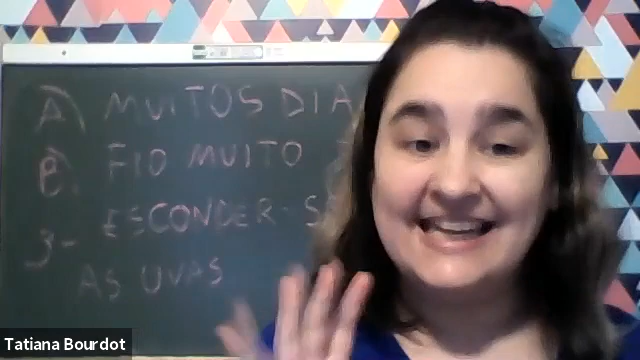 A) MUITOS DIA
B) FIO MUITO
ESCONDER-S
3-
AS UVAS
Tatiana Bourdot